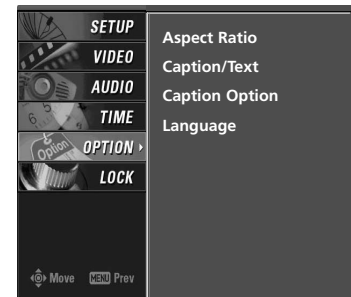 SETUP
VIDEO
AUDIO
TIME
OPTION
LOCK
Move MENU Prev
Aspect Ratio
Caption/Text
Caption Option
Language